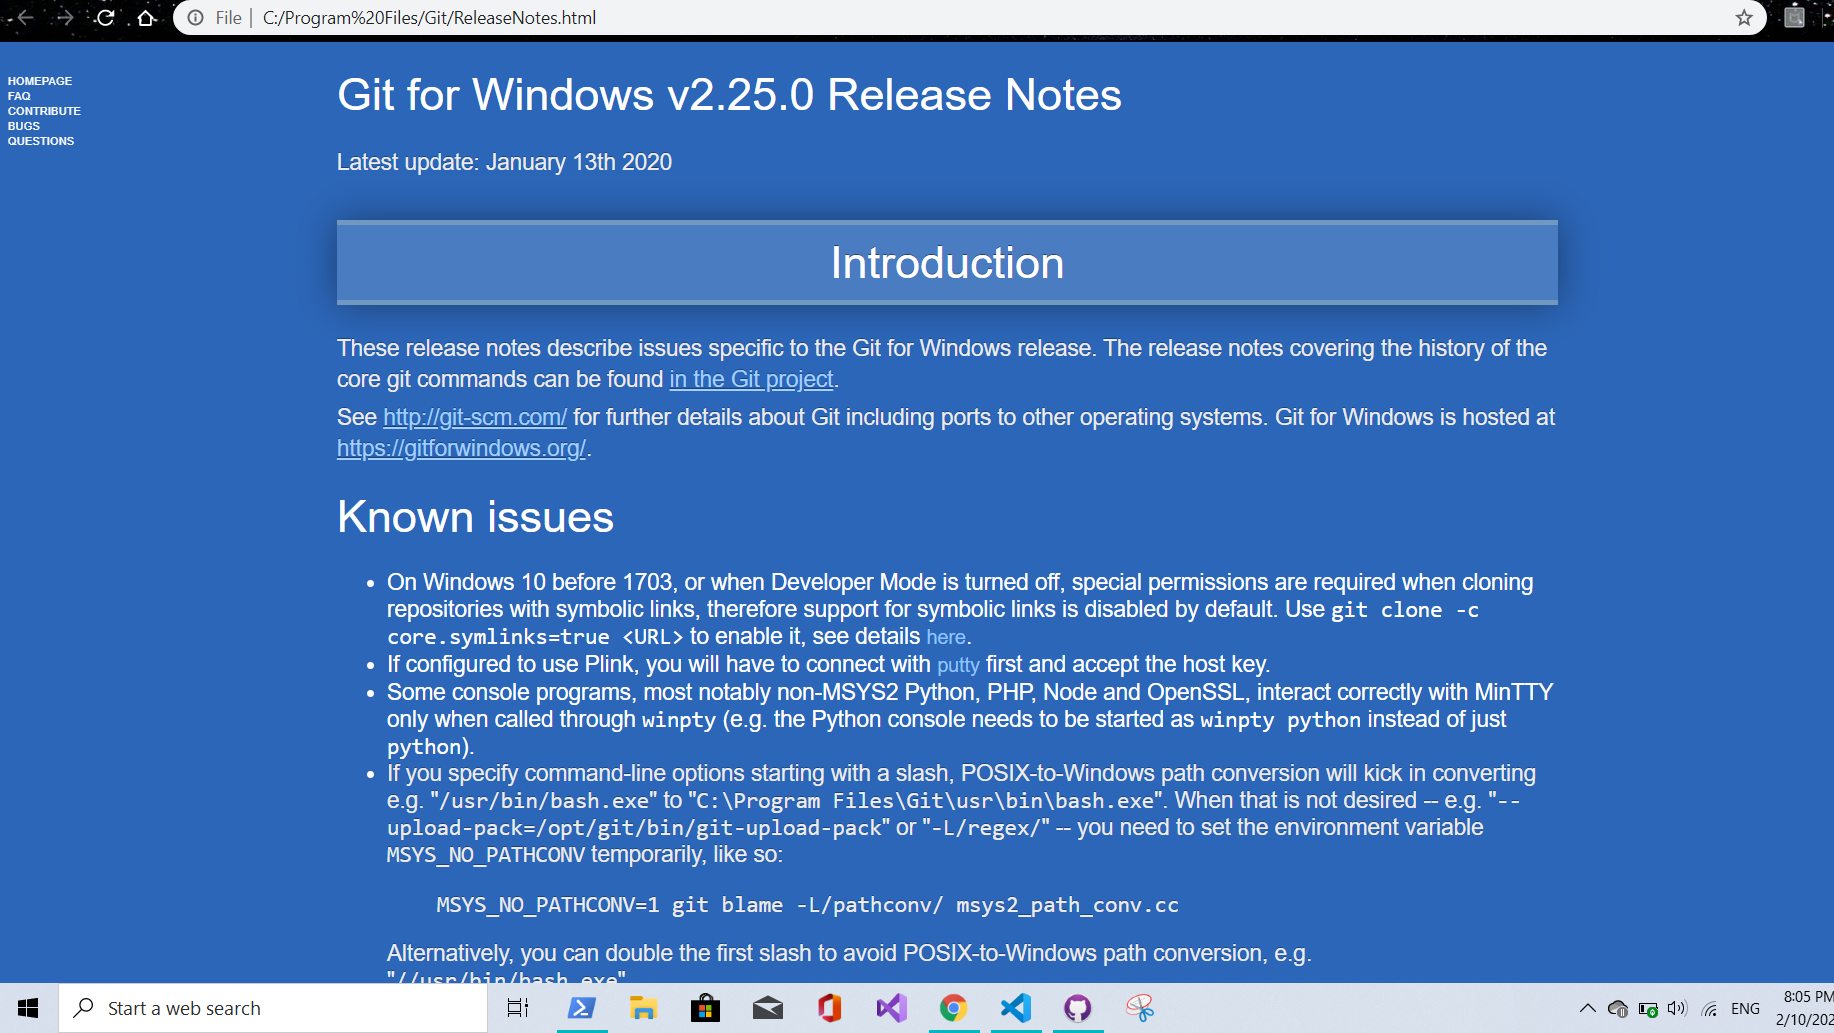 File | C:/Program%20Files/Git/ReleaseNotes.html
HOMEPAGE
FAQ
CONTRIBUTE
BUGS
QUESTIONS
Git for Windows v2.25.0 Release Notes
Latest update: January 13th 2020
Introduction
These release notes describe issues specific to the Git for Windows release. The release notes covering the history of the
core git commands can be found in the Git project.
See http://git-scm.com/ for further details about Git including ports to other operating systems. Git for Windows is hosted at
https://gitforwindows.org/.
Known issues
• On Windows 10 before 1703, or when Developer Mode is turned off, special permissions are required when cloning
repositories with symbolic links, therefore support for symbolic links is disabled by default. Use git clone -c
core.symlinks=true <URL> to enable it, see details here.
• If configured to use Plink, you will have to connect with putty first and accept the host key.
• Some console programs, most notably non-MSYS2 Python, PHP, Node and OpenSSL, interact correctly with MinTTY
only when called through winpty (e.g. the Python console needs to be started as winpty python instead of just
python).
• If you specify command-line options starting with a slash, POSIX-to-Windows path conversion will kick in converting
e.g. "/usr/bin/bash.exe" to "C:\Program Files\Git\usr\bin\bash.exe". When that is not desired -- e.g. "--
upload-pack=/opt/git/bin/git-upload-pack" or "-L/regex/" -- you need to set the environment variable
MSYS_NO_PATHCONV temporarily, like so:
MSYS_NO_PATHCONV=1 git blame -L/pathconv/ msys2_path_conv.cc
Alternatively, you can double the first slash to avoid POSIX-to-Windows path conversion, e.g.
"//usr/bin/bash.exe"
Start a web search
ENG
8:05 PM
2/10/202